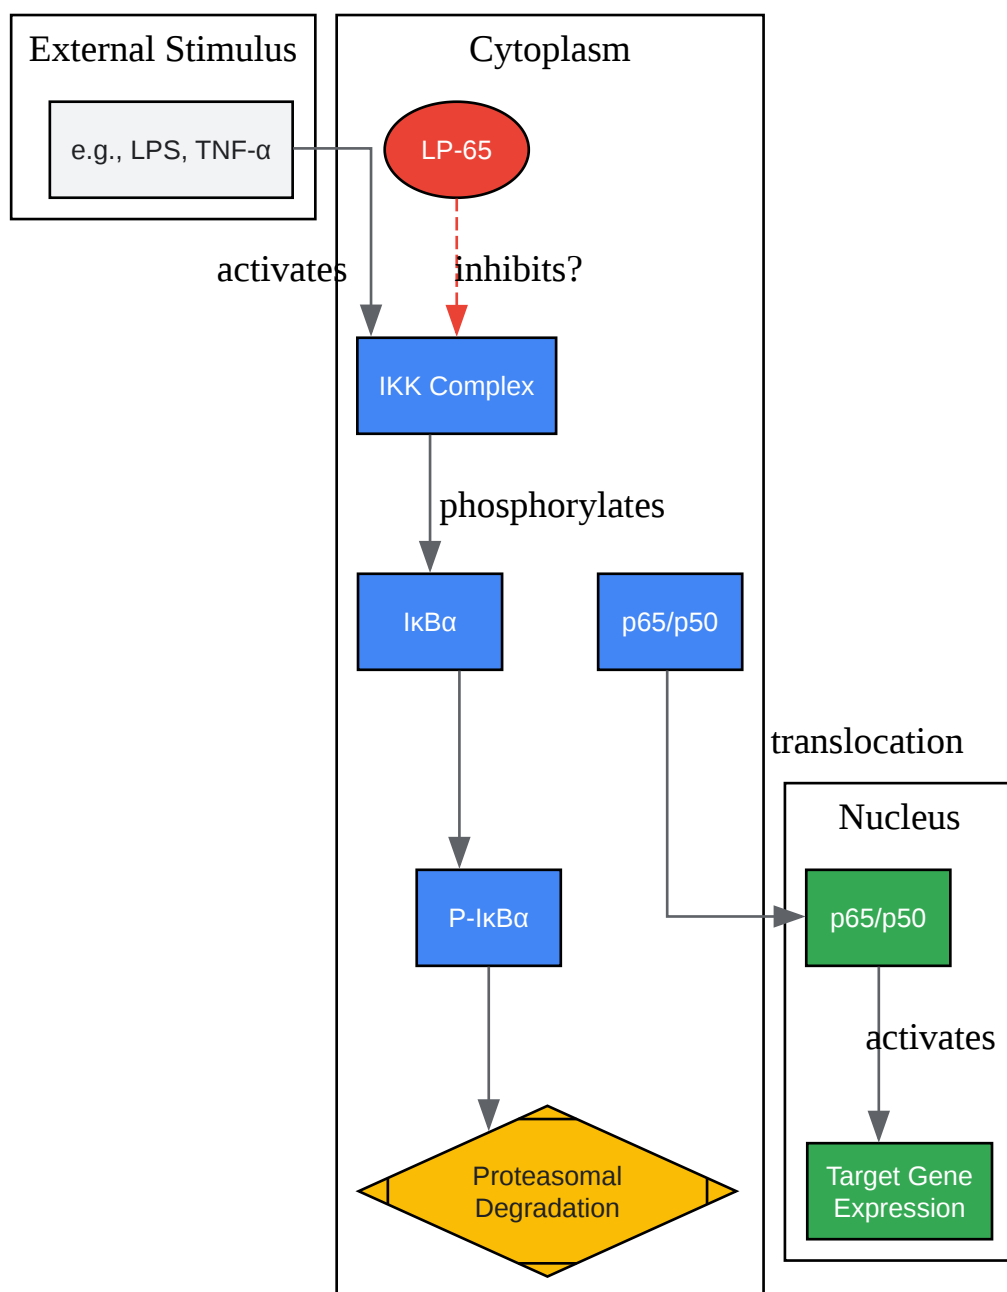 External Stimulus
e.g., LPS, TNF-α
Cytoplasm
LP-65
activates
inhibits?
IKK Complex
phosphorylates
IκBα
p65/p50
translocation
Nucleus
P-IκBα
p65/p50
activates
Proteasomal
Degradation
Target Gene
Expression